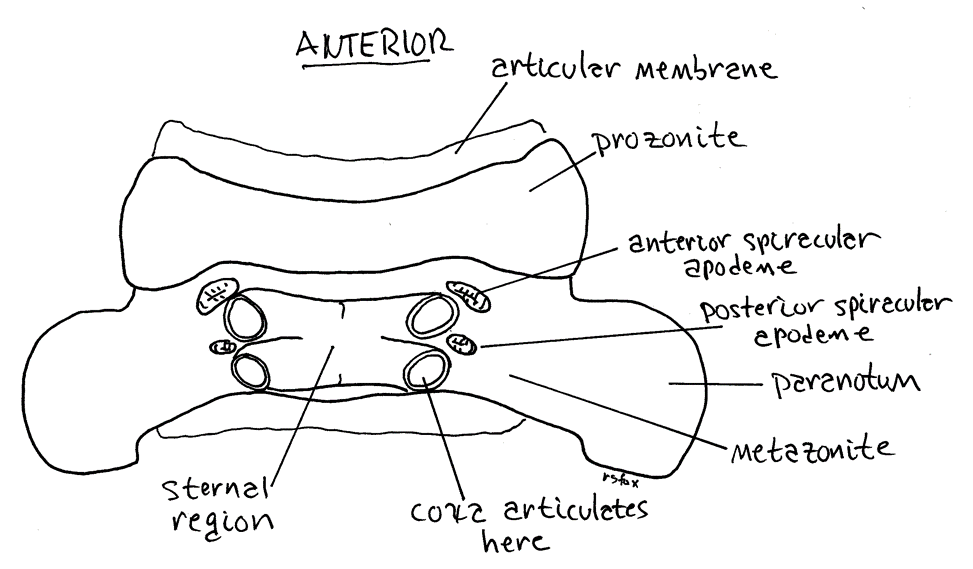 ANTERIOR
articular membrane
prozonite
anterior spiracular
apodeme
posterior spiracular
apodeme
paranotum
metazonite
rsfox
sternal
region
coxa articulates
here